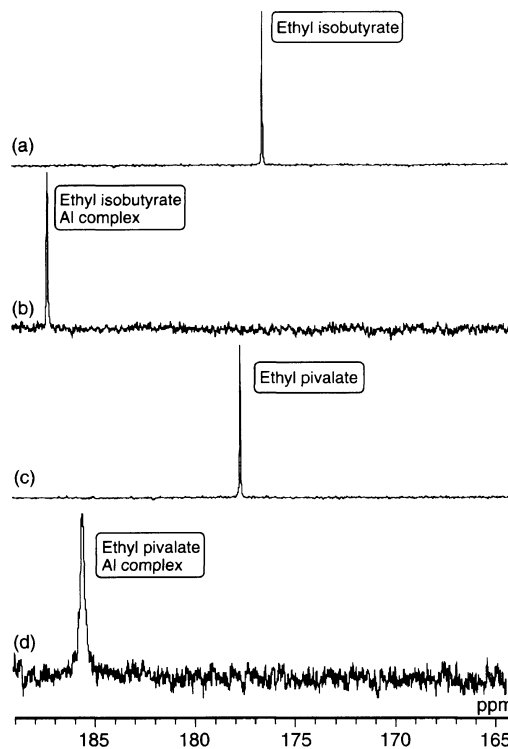 Ethyl isobutyrate
(a)
Ethyl isobutyrate
Al complex
(b)
Ethyl pivalate
(c)
Ethyl pivalate
Al complex
(d)
ppm
185 180 175 170 165